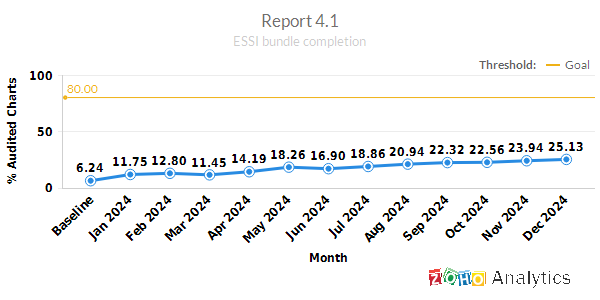 Report 4.1
ESSI bundle completion
Threshold: Goal
100
80.00
% Audited Charts
50
0
6.24 11.75 12.80 11.45 14.19 18.26 16.90 18.86 20.94 22.32 22.56 23.94 25.13
Baseline Jan 2024 Feb 2024 Mar 2024 Apr 2024 May 2024 Jun 2024 Jul 2024 Aug 2024 Sep 2024 Oct 2024 Nov 2024 Dec 2024
Month
ZOHO Analytics